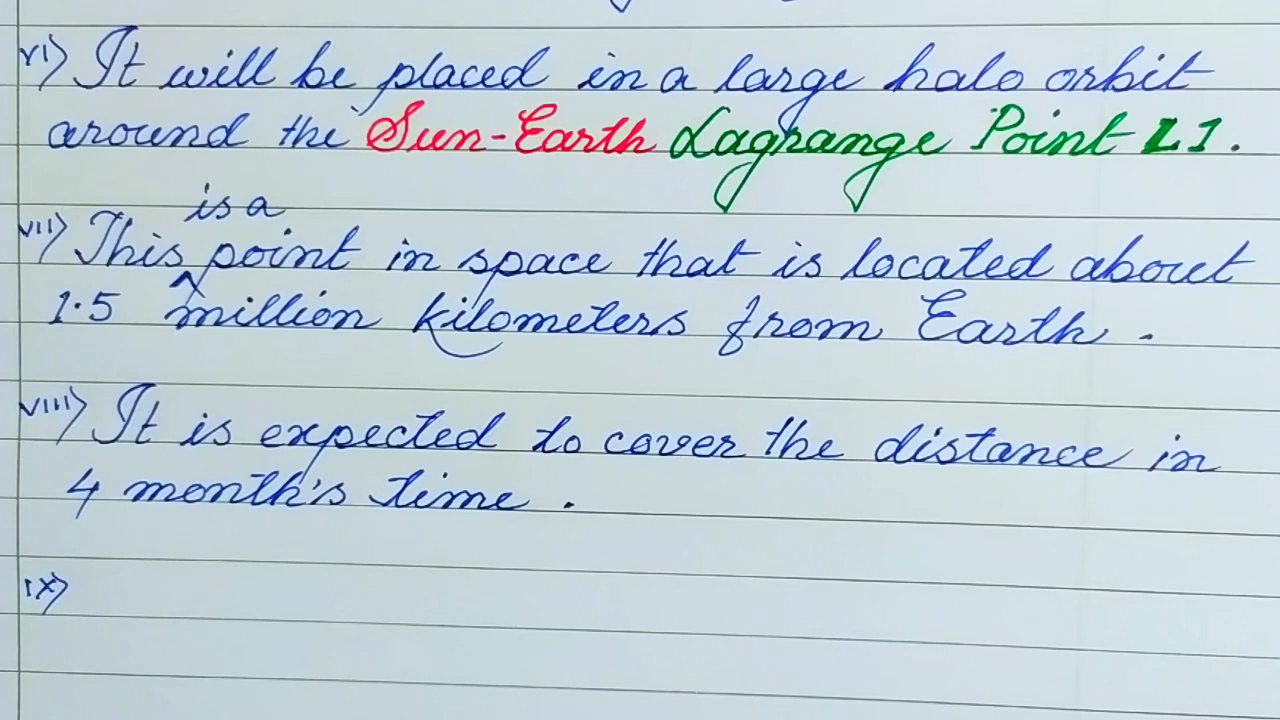 vi) It will be placed in a large halo orbit
around the Sun-Earth Lagrange Point L1.
is a
vii) This ^ point in space that is located about
1.5 million kilometers from Earth.
viii) It is expected to cover the distance in
4 month's time.
ix)